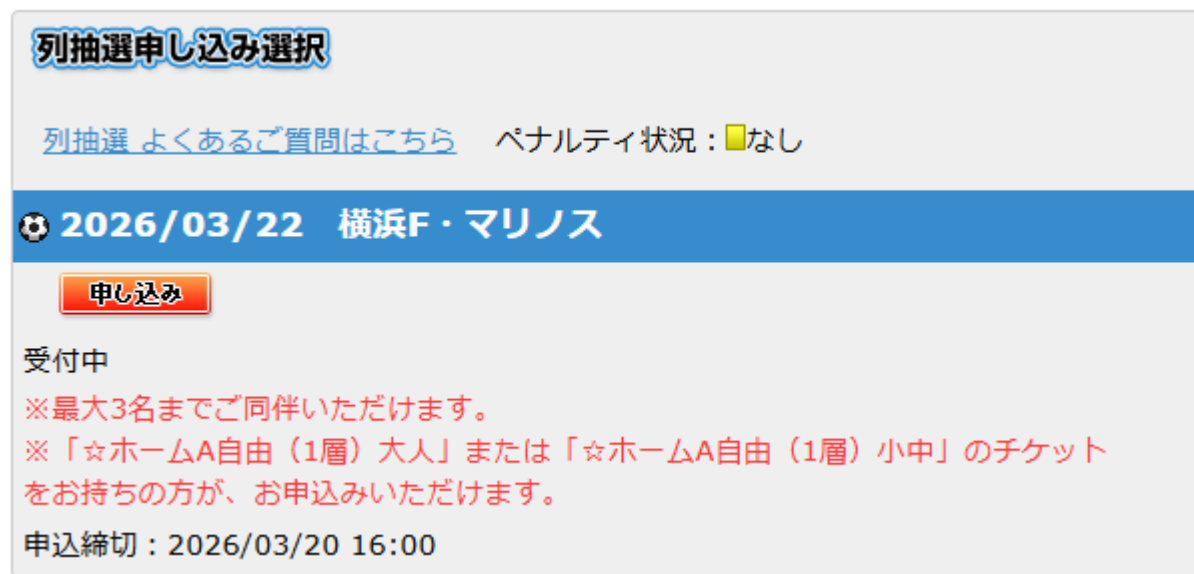 列抽選申し込み選択
列抽選 よくあるご質問はこちら ペナルティ状況：なし
2026/03/22 横浜F・マリノス
申し込み
受付中
※最大3名までご同伴いただけます。
※「☆ホームA自由（1層）大人」または「☆ホームA自由（1層）小中」のチケット
をお持ちの方が、お申込みいただけます。
申込締切：2026/03/20 16:00